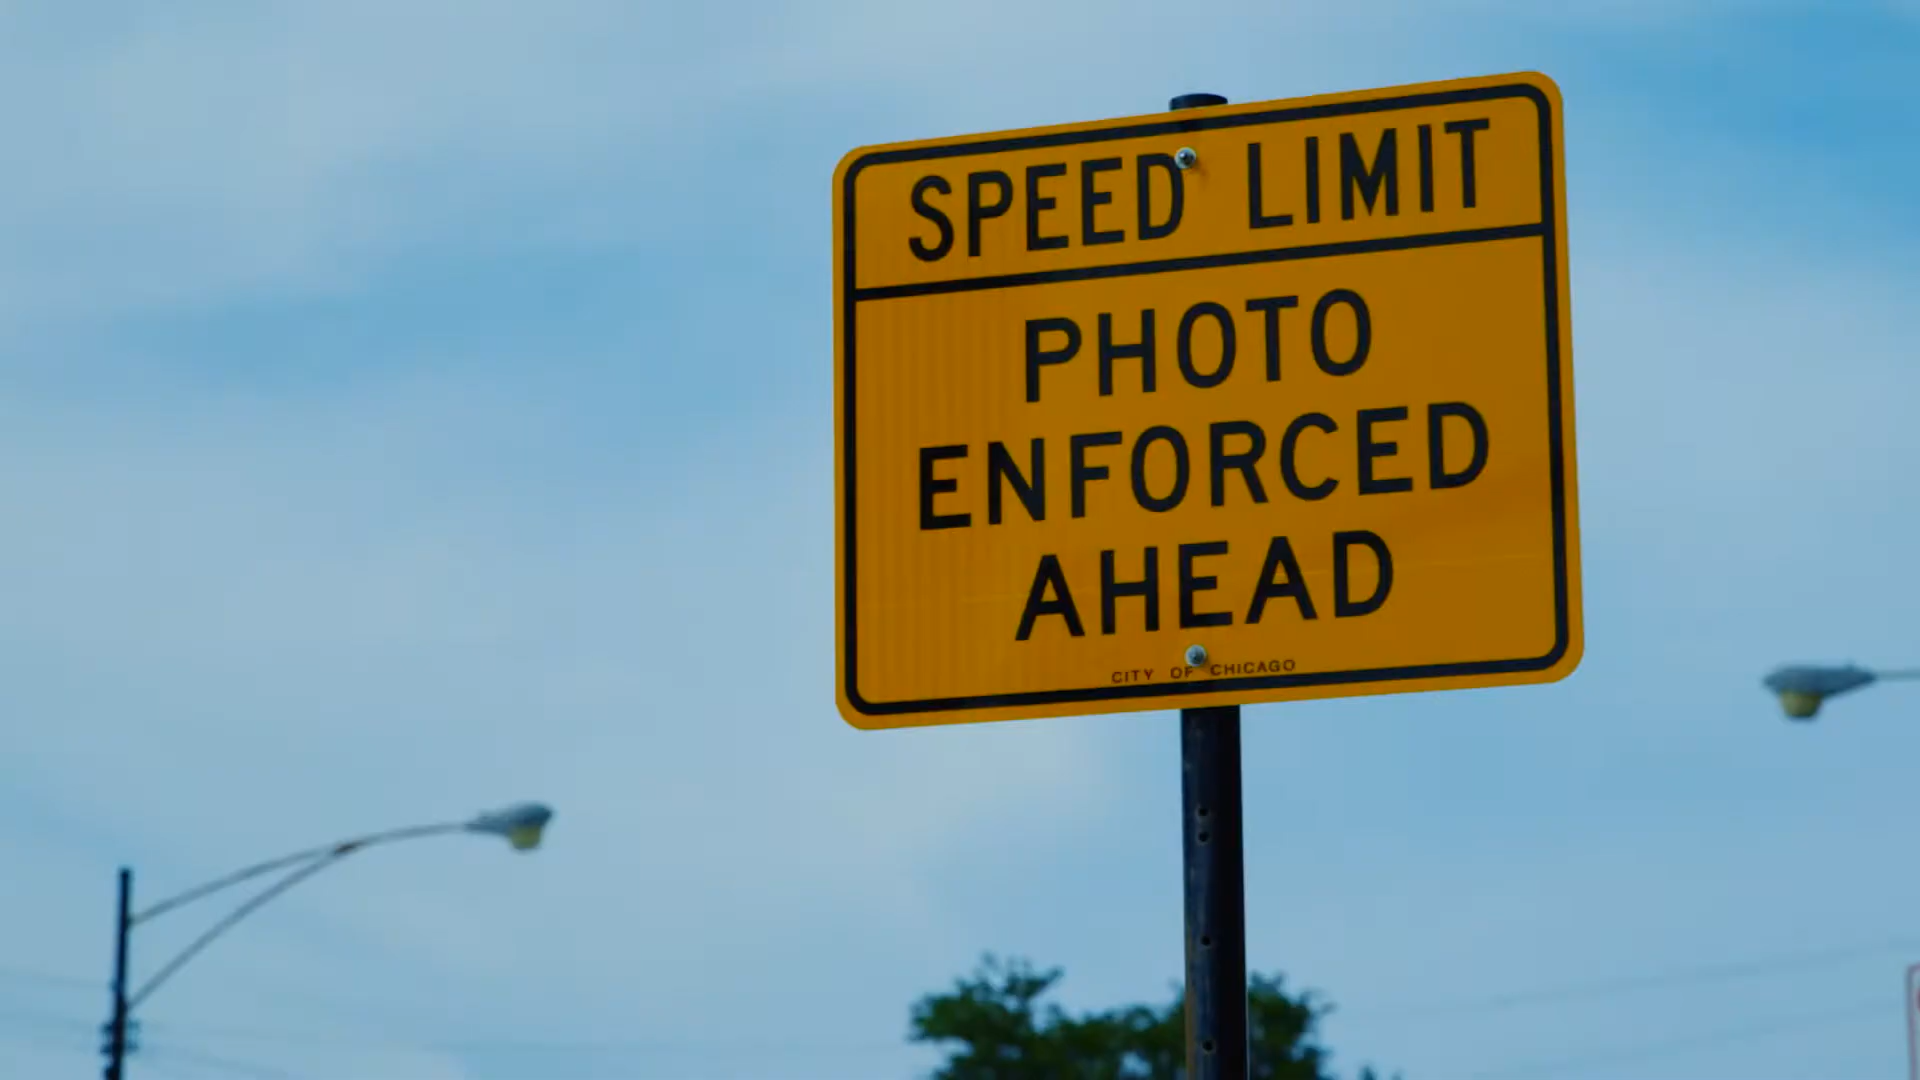 SPEED LIMIT
PHOTO
ENFORCED
AHEAD
CITY OF CHICAGO